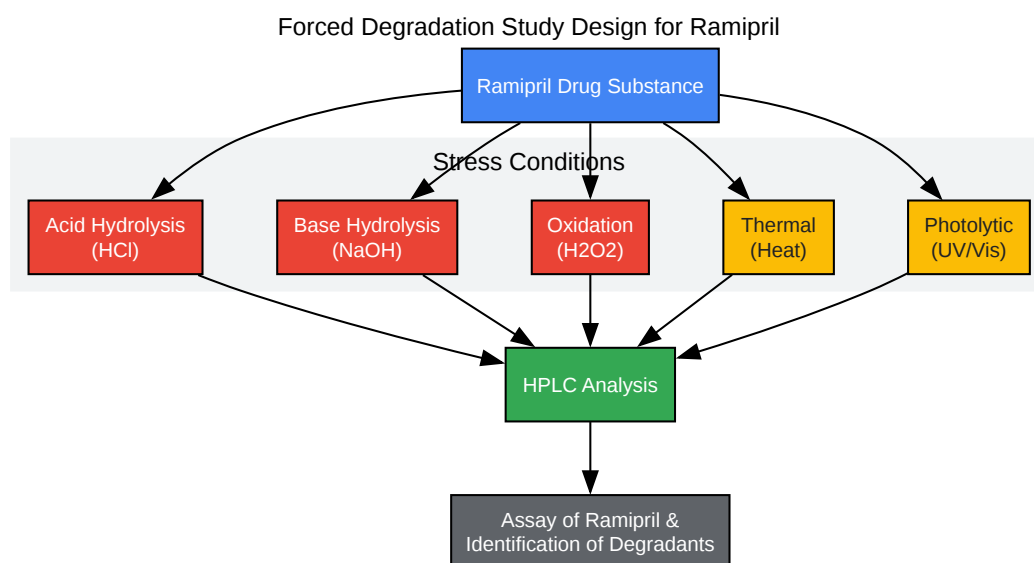 Forced Degradation Study Design for Ramipril
Ramipril Drug Substance
Stress Conditions
Acid Hydrolysis
(HCl)
Base Hydrolysis
(NaOH)
Oxidation
(H2O2)
Thermal
(Heat)
Photolytic
(UV/Vis)
HPLC Analysis
Assay of Ramipril &
Identification of Degradants